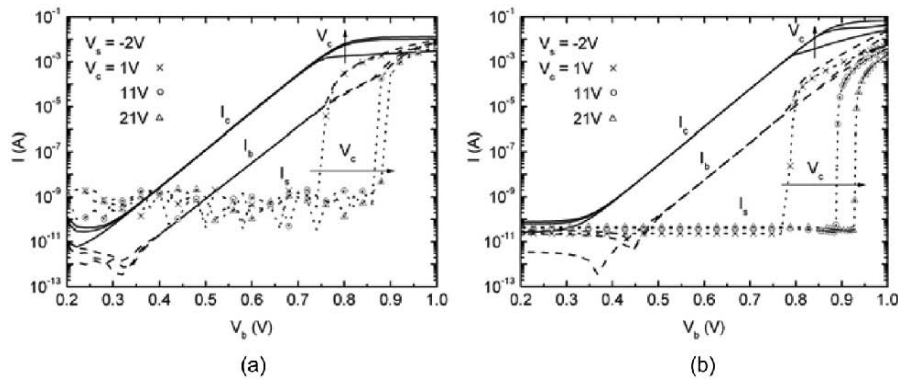 10⁻¹
10⁻³
10⁻⁵
10⁻⁷
10⁻⁹
10⁻¹¹
10⁻¹³
I (A)
V_s = -2V
V_c = 1V ×
11V ○
21V △
V_c
I_c
I_b
V_c
I_s
0.2 0.3 0.4 0.5 0.6 0.7 0.8 0.9 1.0
V_b (V)
(a)
10⁻¹
10⁻³
10⁻⁵
10⁻⁷
10⁻⁹
10⁻¹¹
10⁻¹³
I (A)
V_s = -2V
V_c = 1V ×
11V ○
21V △
V_c
I_c
I_b
V_c
I_s
0.2 0.3 0.4 0.5 0.6 0.7 0.8 0.9 1.0
V_b (V)
(b)